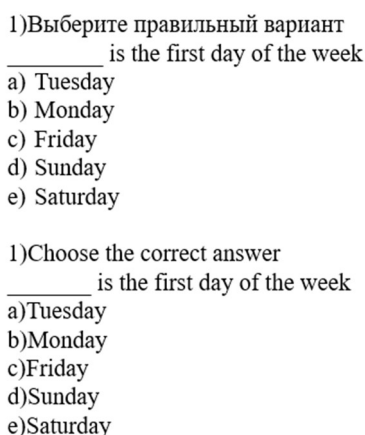 1)Выберите правильный вариант
________ is the first day of the week
a) Tuesday
b) Monday
c) Friday
d) Sunday
e) Saturday
1)Choose the correct answer
_______ is the first day of the week
a)Tuesday
b)Monday
c)Friday
d)Sunday
e)Saturday